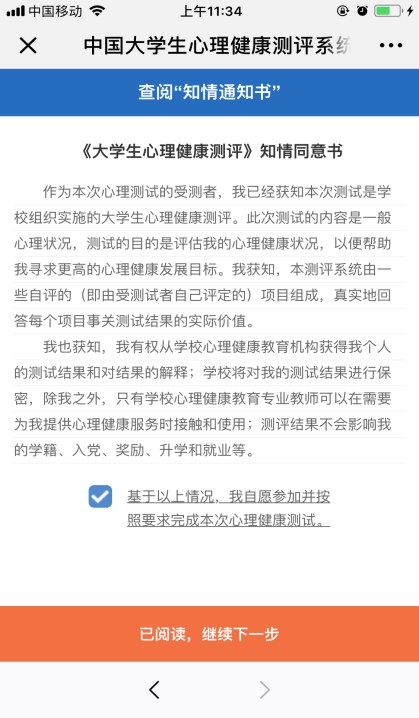 中国移动 上午11:34
中国大学生心理健康测评系统
查阅“知情通知书”
《大学生心理健康测评》知情同意书
作为本次心理测试的受测者，我已经获知本次测试是学
校组织实施的大学生心理健康测评。此次测试的内容是一般
心理状况，测试的目的是评估我的心理健康状况，以便帮助
我寻求更高的心理健康发展目标。我获知，本测评系统由一
些自评的（即由受测试者自己评定的）项目组成，真实地回
答每个项目事关测试结果的实际价值。
我也获知，我有权从学校心理健康教育机构获得我个人
的测试结果和对结果的解释；学校将对我的测试结果进行保
密，除我之外，只有学校心理健康教育专业教师可以在需要
为我提供心理健康服务时接触和使用；测评结果不会影响我
的学籍、入党、奖励、升学和就业等。
基于以上情况，我自愿参加并按
照要求完成本次心理健康测试。
已阅读，继续下一步